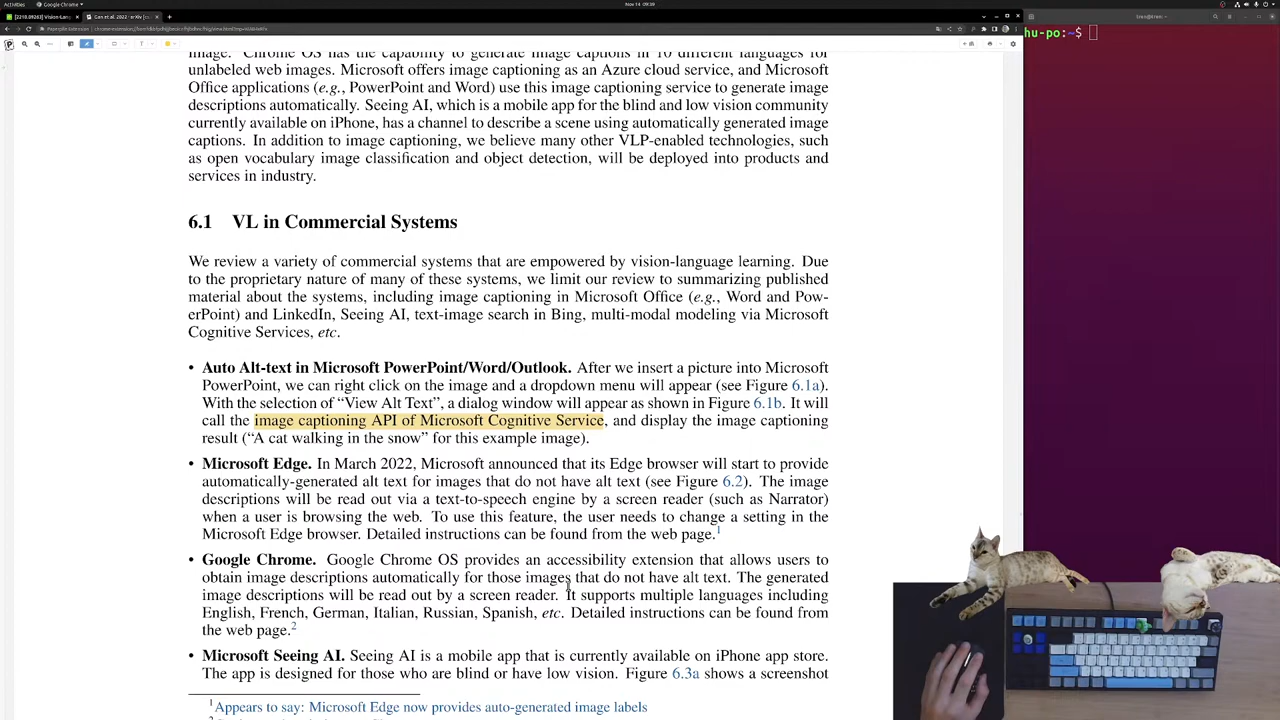 Activities
Google Chrome
Nov 14 09:59
[2210.09263] Vision-Lang
Gan et al. 2022 - arXiv
unlabeled web images. Microsoft offers image captioning as an Azure cloud service, and Microsoft
Office applications (e.g., PowerPoint and Word) use this image captioning service to generate image
descriptions automatically. Seeing AI, which is a mobile app for the blind and low vision community
currently available on iPhone, has a channel to describe a scene using automatically generated image
captions. In addition to image captioning, we believe many other VLP-enabled technologies, such
as open vocabulary image classification and object detection, will be deployed into products and
services in industry.
6.1 VL in Commercial Systems
We review a variety of commercial systems that are empowered by vision-language learning. Due
to the proprietary nature of many of these systems, we limit our review to summarizing published
material about the systems, including image captioning in Microsoft Office (e.g., Word and Pow-
erPoint) and LinkedIn, Seeing AI, text-image search in Bing, multi-modal modeling via Microsoft
Cognitive Services, etc.
• Auto Alt-text in Microsoft PowerPoint/Word/Outlook. After we insert a picture into Microsoft
PowerPoint, we can right click on the image and a dropdown menu will appear (see Figure 6.1a).
With the selection of “View Alt Text”, a dialog window will appear as shown in Figure 6.1b. It will
call the image captioning API of Microsoft Cognitive Service, and display the image captioning
result (“A cat walking in the snow” for this example image).
• Microsoft Edge. In March 2022, Microsoft announced that its Edge browser will start to provide
automatically-generated alt text for images that do not have alt text (see Figure 6.2). The image
descriptions will be read out via a text-to-speech engine by a screen reader (such as Narrator)
when a user is browsing the web. To use this feature, the user needs to change a setting in the
Microsoft Edge browser. Detailed instructions can be found from the web page.1
• Google Chrome. Google Chrome OS provides an accessibility extension that allows users to
obtain image descriptions automatically for those images that do not have alt text. The generated
image descriptions will be read out by a screen reader. It supports multiple languages including
English, French, German, Italian, Russian, Spanish, etc. Detailed instructions can be found from
the web page.2
• Microsoft Seeing AI. Seeing AI is a mobile app that is currently available on iPhone app store.
The app is designed for those who are blind or have low vision. Figure 6.3a shows a screenshot
1Appears to say: Microsoft Edge now provides auto-generated image labels
hu-po:~$